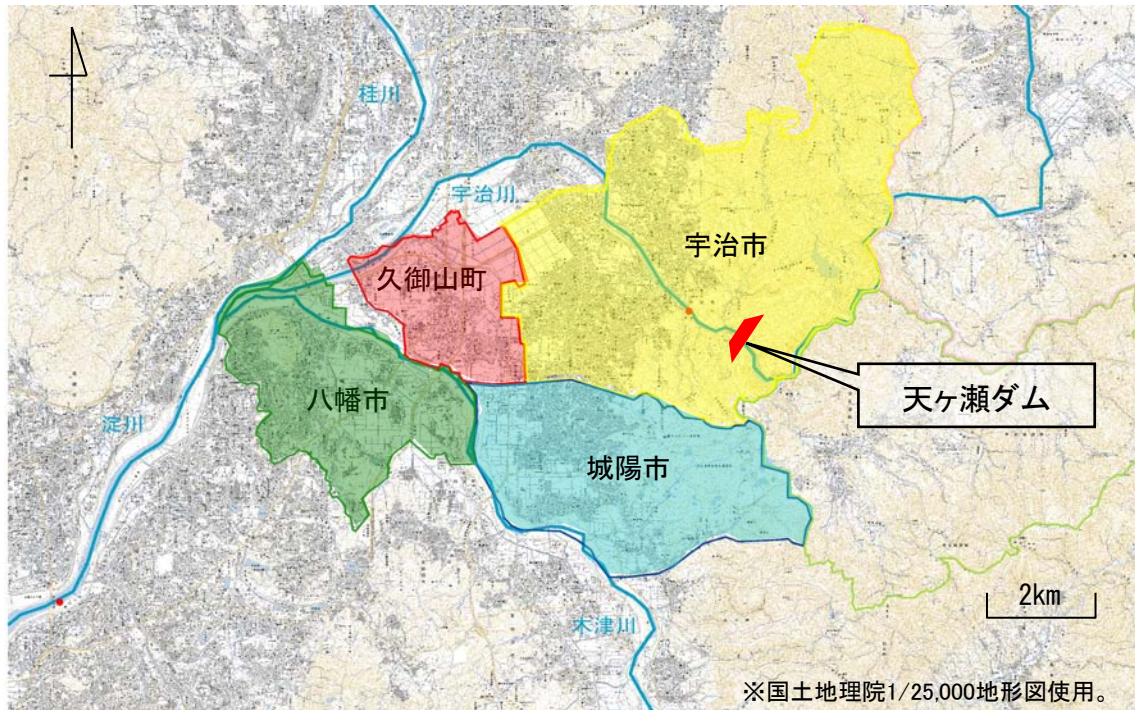 桂川
宇治川
宇治市
久御山町
天ヶ瀬ダム
八幡市
淀川
城陽市
2km
木津川
※国土地理院1/25,000地形図使用。